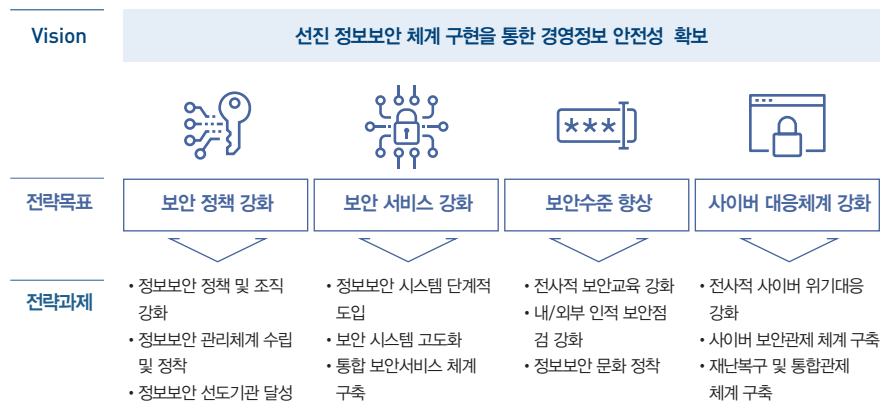 Vision
선진 정보보안 체계 구현을 통한 경영정보 안전성 확보
***
전략목표
보안 정책 강화
보안 서비스 강화
보안수준 향상
사이버 대응체계 강화
전략과제
• 정보보안 정책 및 조직
강화
• 정보보안 관리체계 수립
및 정착
• 정보보안 선도기관 달성
• 정보보안 시스템 단계적
도입
• 보안 시스템 고도화
• 통합 보안서비스 체계
구축
• 전사적 보안교육 강화
• 내/외부 인적 보안점
검 강화
• 정보보안 문화 정착
• 전사적 사이버 위기대응
강화
• 사이버 보안관제 체계 구축
• 재난복구 및 통합관제
체계 구축